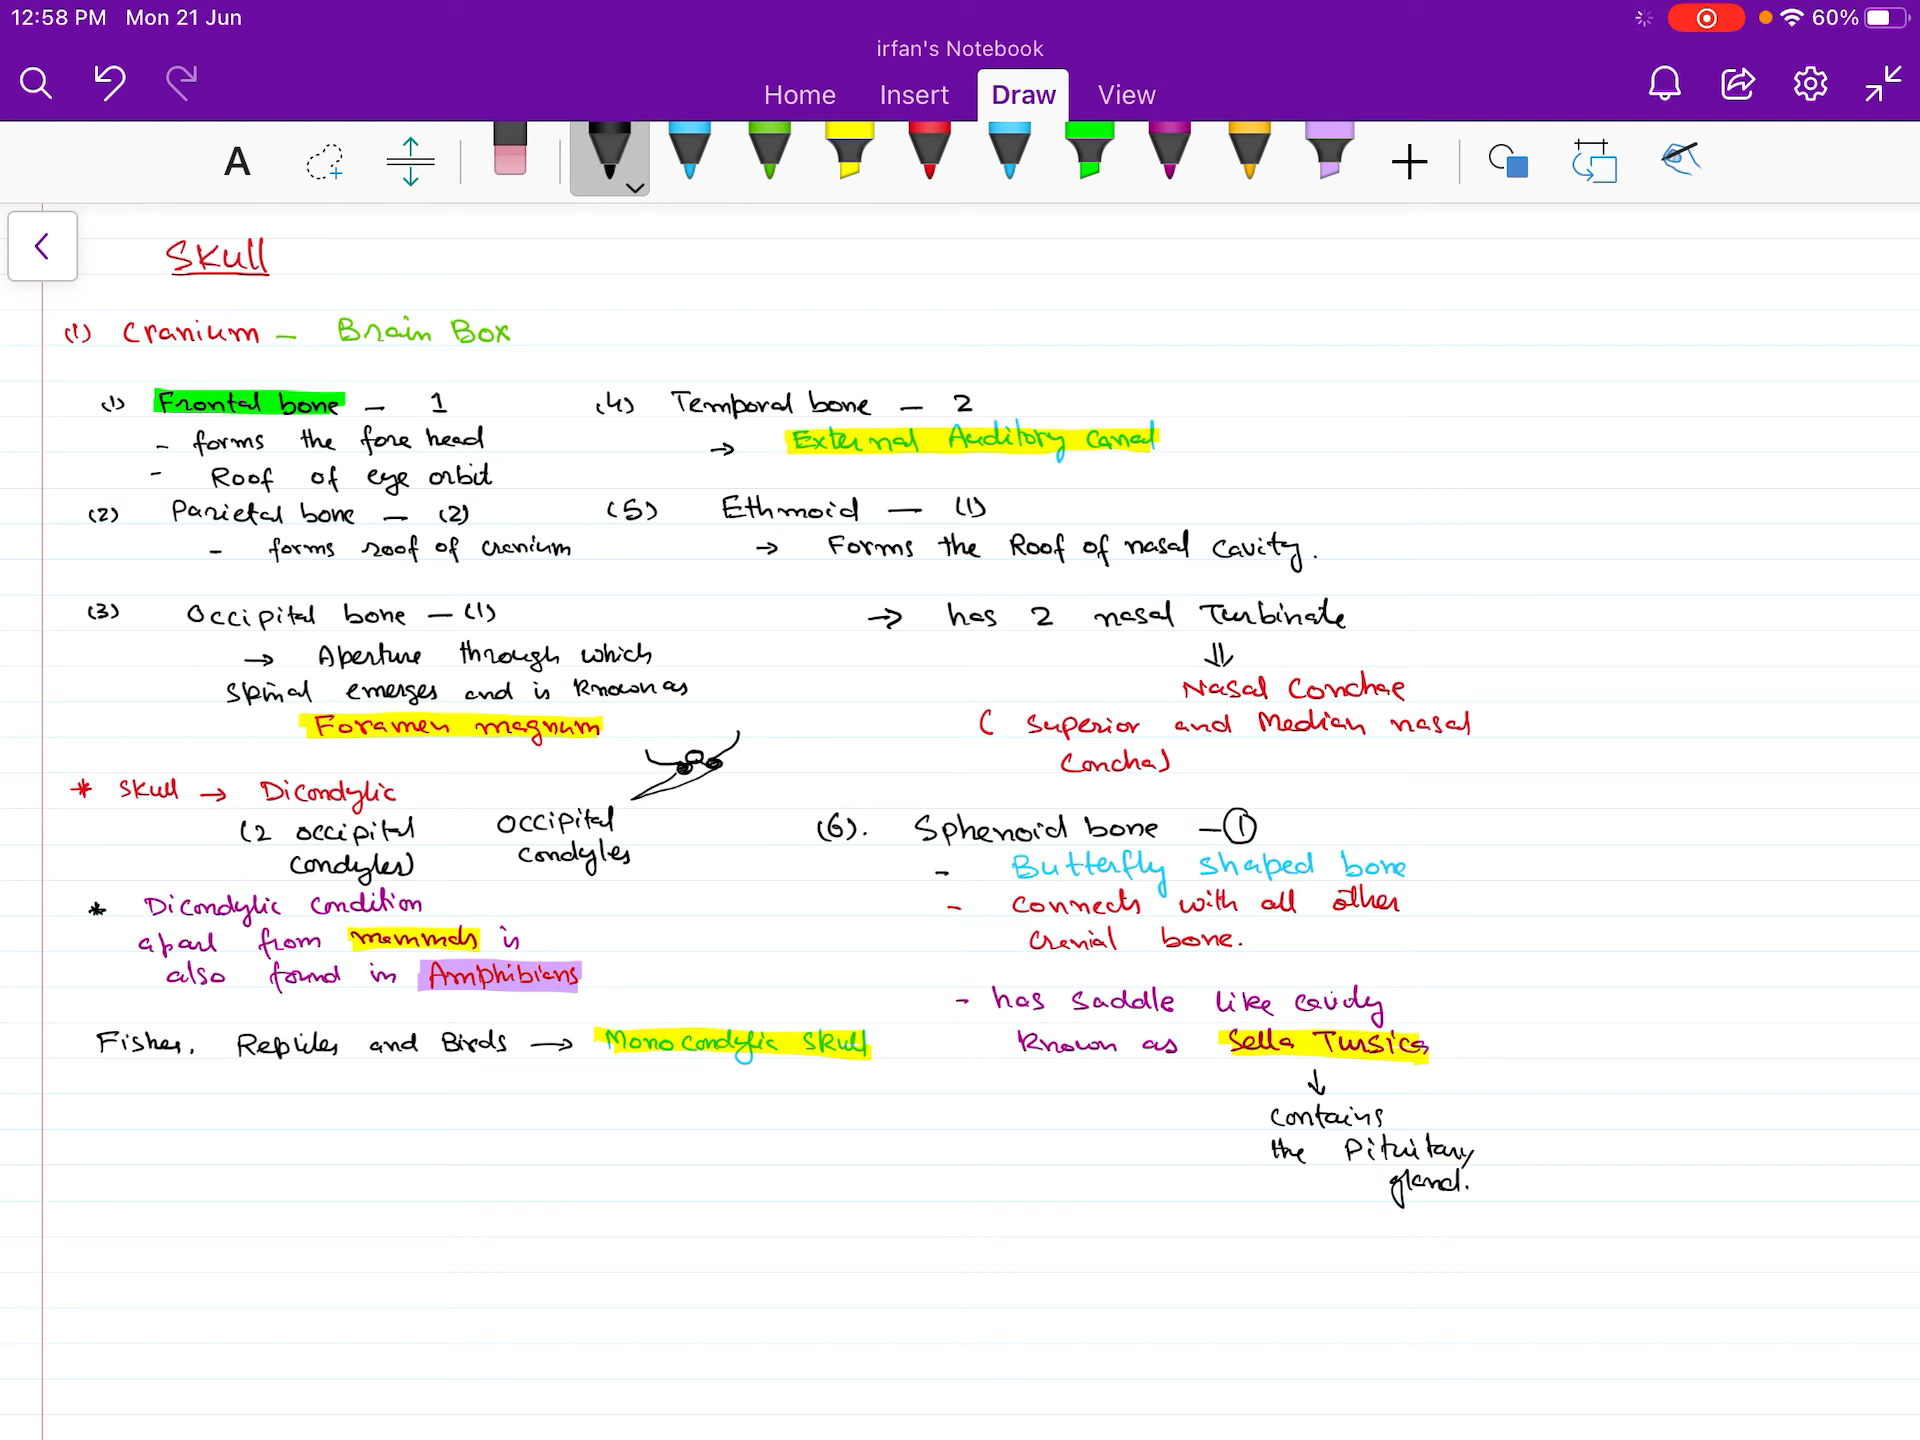 12:58 PM Mon 21 Jun
60%
irfan's Notebook
Home Insert Draw View
A
Skull
(1) Cranium - Brain Box
(1) Frontal bone - 1
- forms the fore head
- Roof of eye orbit
(2) Parietal bone - (2)
- forms roof of cranium
(3) Occipital bone - (1)
→ Aperture through which
spinal emerges and is known as
Foramen magnum
* Skull → Dicondylic
(2 occipital
condyles)
Occipital
condyles
* Dicondylic condition
apart from mammals is
also found in Amphibians
Fishes, Reptiles and Birds → Monocondylic Skull
(4) Temporal bone - 2
→ External Auditory Canal
(5) Ethmoid - (1)
→ Forms the Roof of nasal cavity.
→ has 2 nasal Turbinate
⇓
Nasal Conchae
( Superior and Median nasal
Concha)
(6). Sphenoid bone - 1
- Butterfly shaped bone
- connects with all other
cranial bone.
- has saddle like cavity
known as Sella Tursica
↓
contains
the Pituitary
gland.